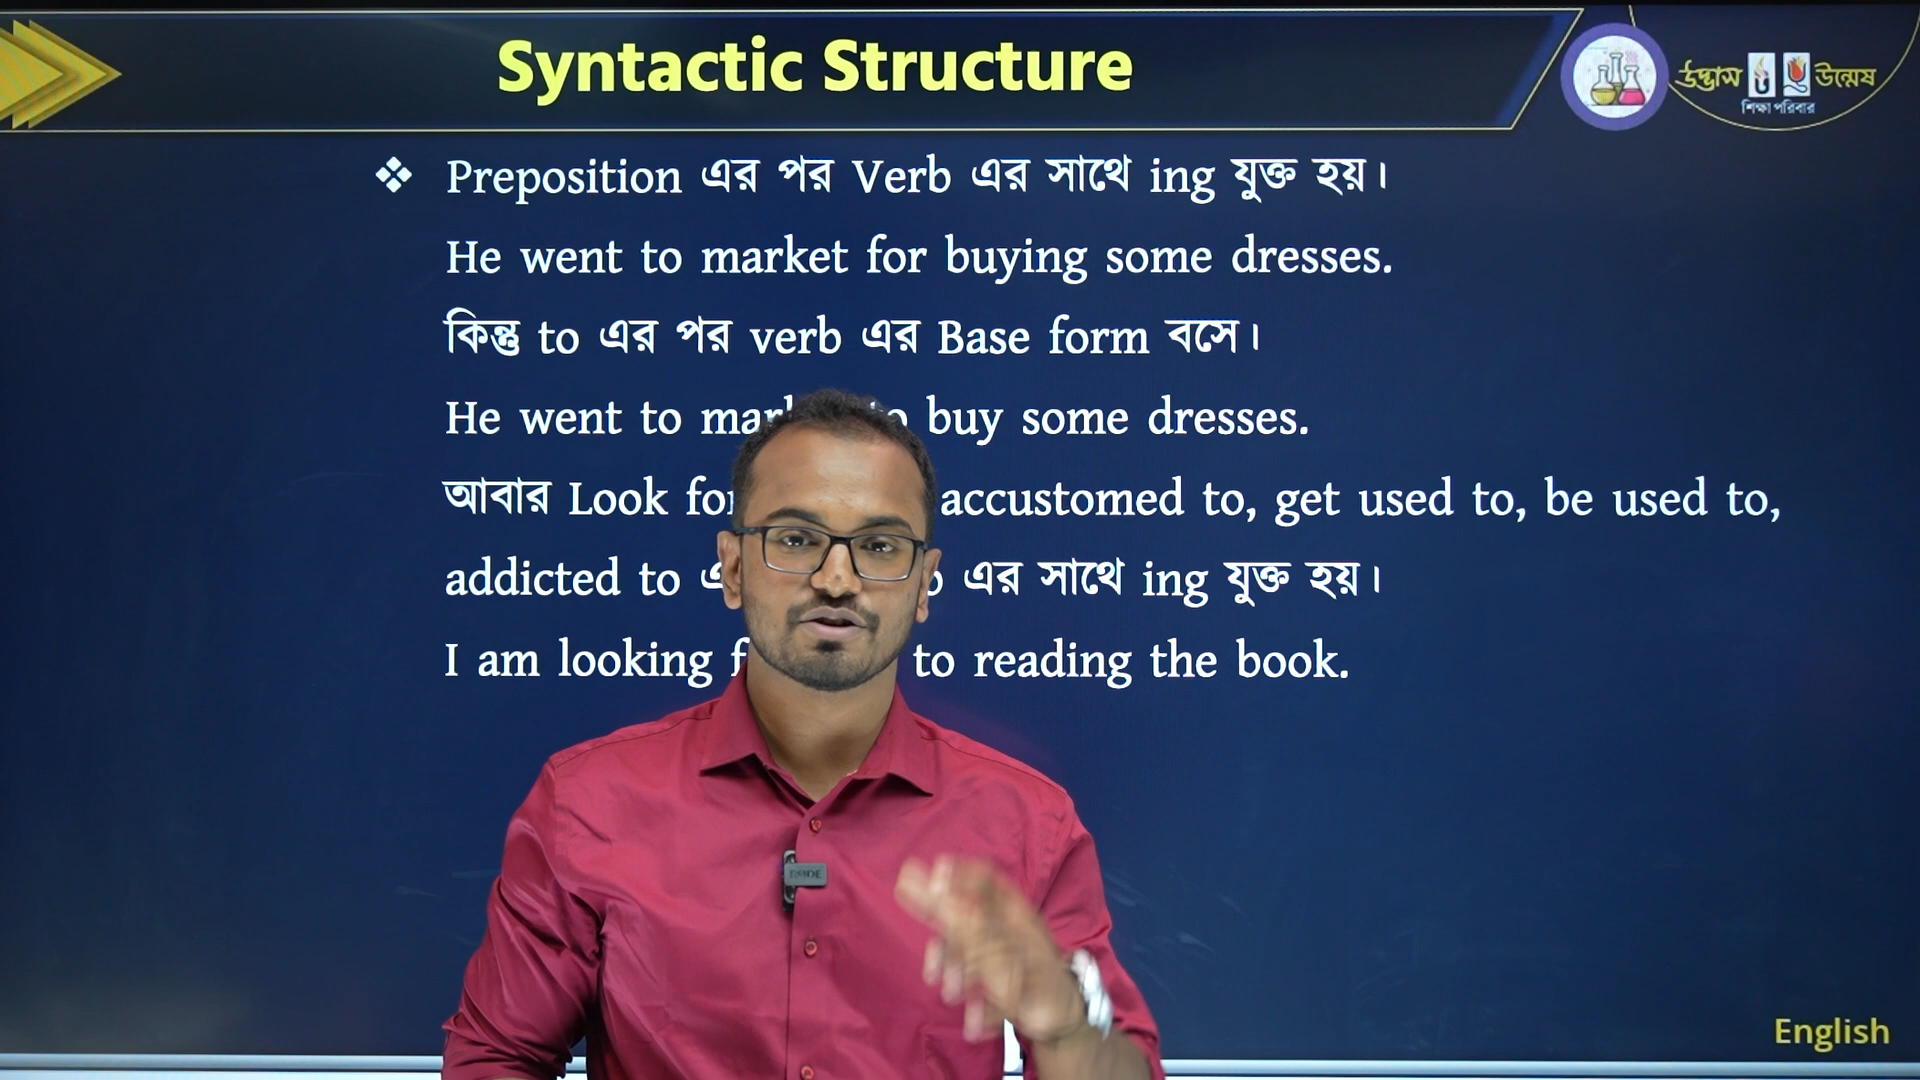 Syntactic Structure
উদ্ভাস উন্মেষ
শিক্ষা পরিবার
Preposition এর পর Verb এর সাথে ing যুক্ত হয়।
He went to market for buying some dresses.
কিন্তু to এর পর verb এর Base form বসে।
He went to buy some dresses.
আবার Look accustomed to, get used to, be used to,
addicted to এর সাথে ing যুক্ত হয়।
I am looking to reading the book.
RODE
English